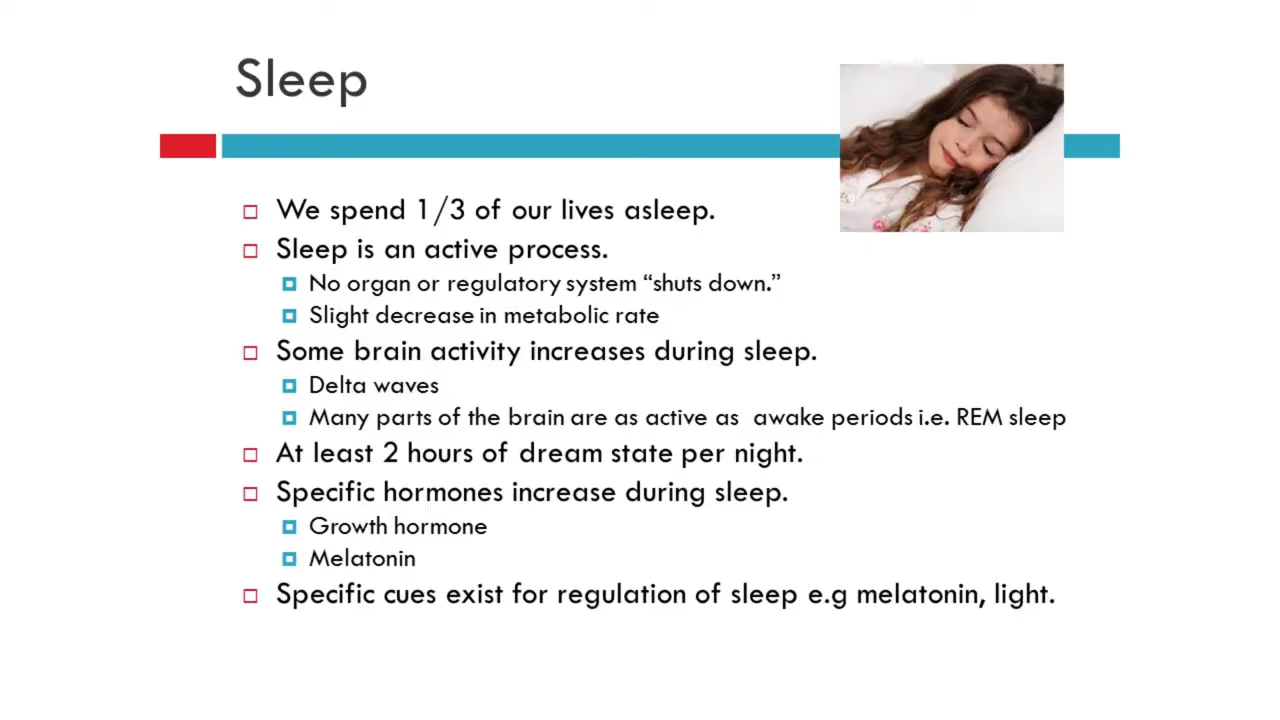 Sleep
We spend 1/3 of our lives asleep.
Sleep is an active process.
No organ or regulatory system “shuts down.”
Slight decrease in metabolic rate
Some brain activity increases during sleep.
Delta waves
Many parts of the brain are as active as  awake periods i.e. REM sleep
At least 2 hours of dream state per night.
Specific hormones increase during sleep.
Growth hormone
Melatonin
Specific cues exist for regulation of sleep e.g melatonin, light.